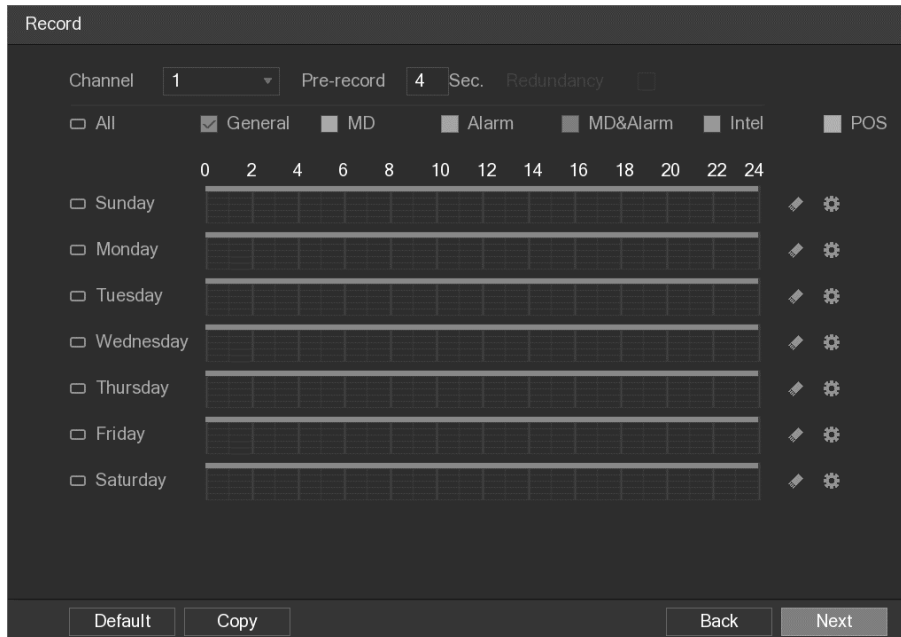 Record
Channel 1 Pre-record 4 Sec. Redundancy
All General MD Alarm MD&Alarm Intel POS
0 2 4 6 8 10 12 14 16 18 20 22 24
Sunday
Monday
Tuesday
Wednesday
Thursday
Friday
Saturday
Default Copy Back Next